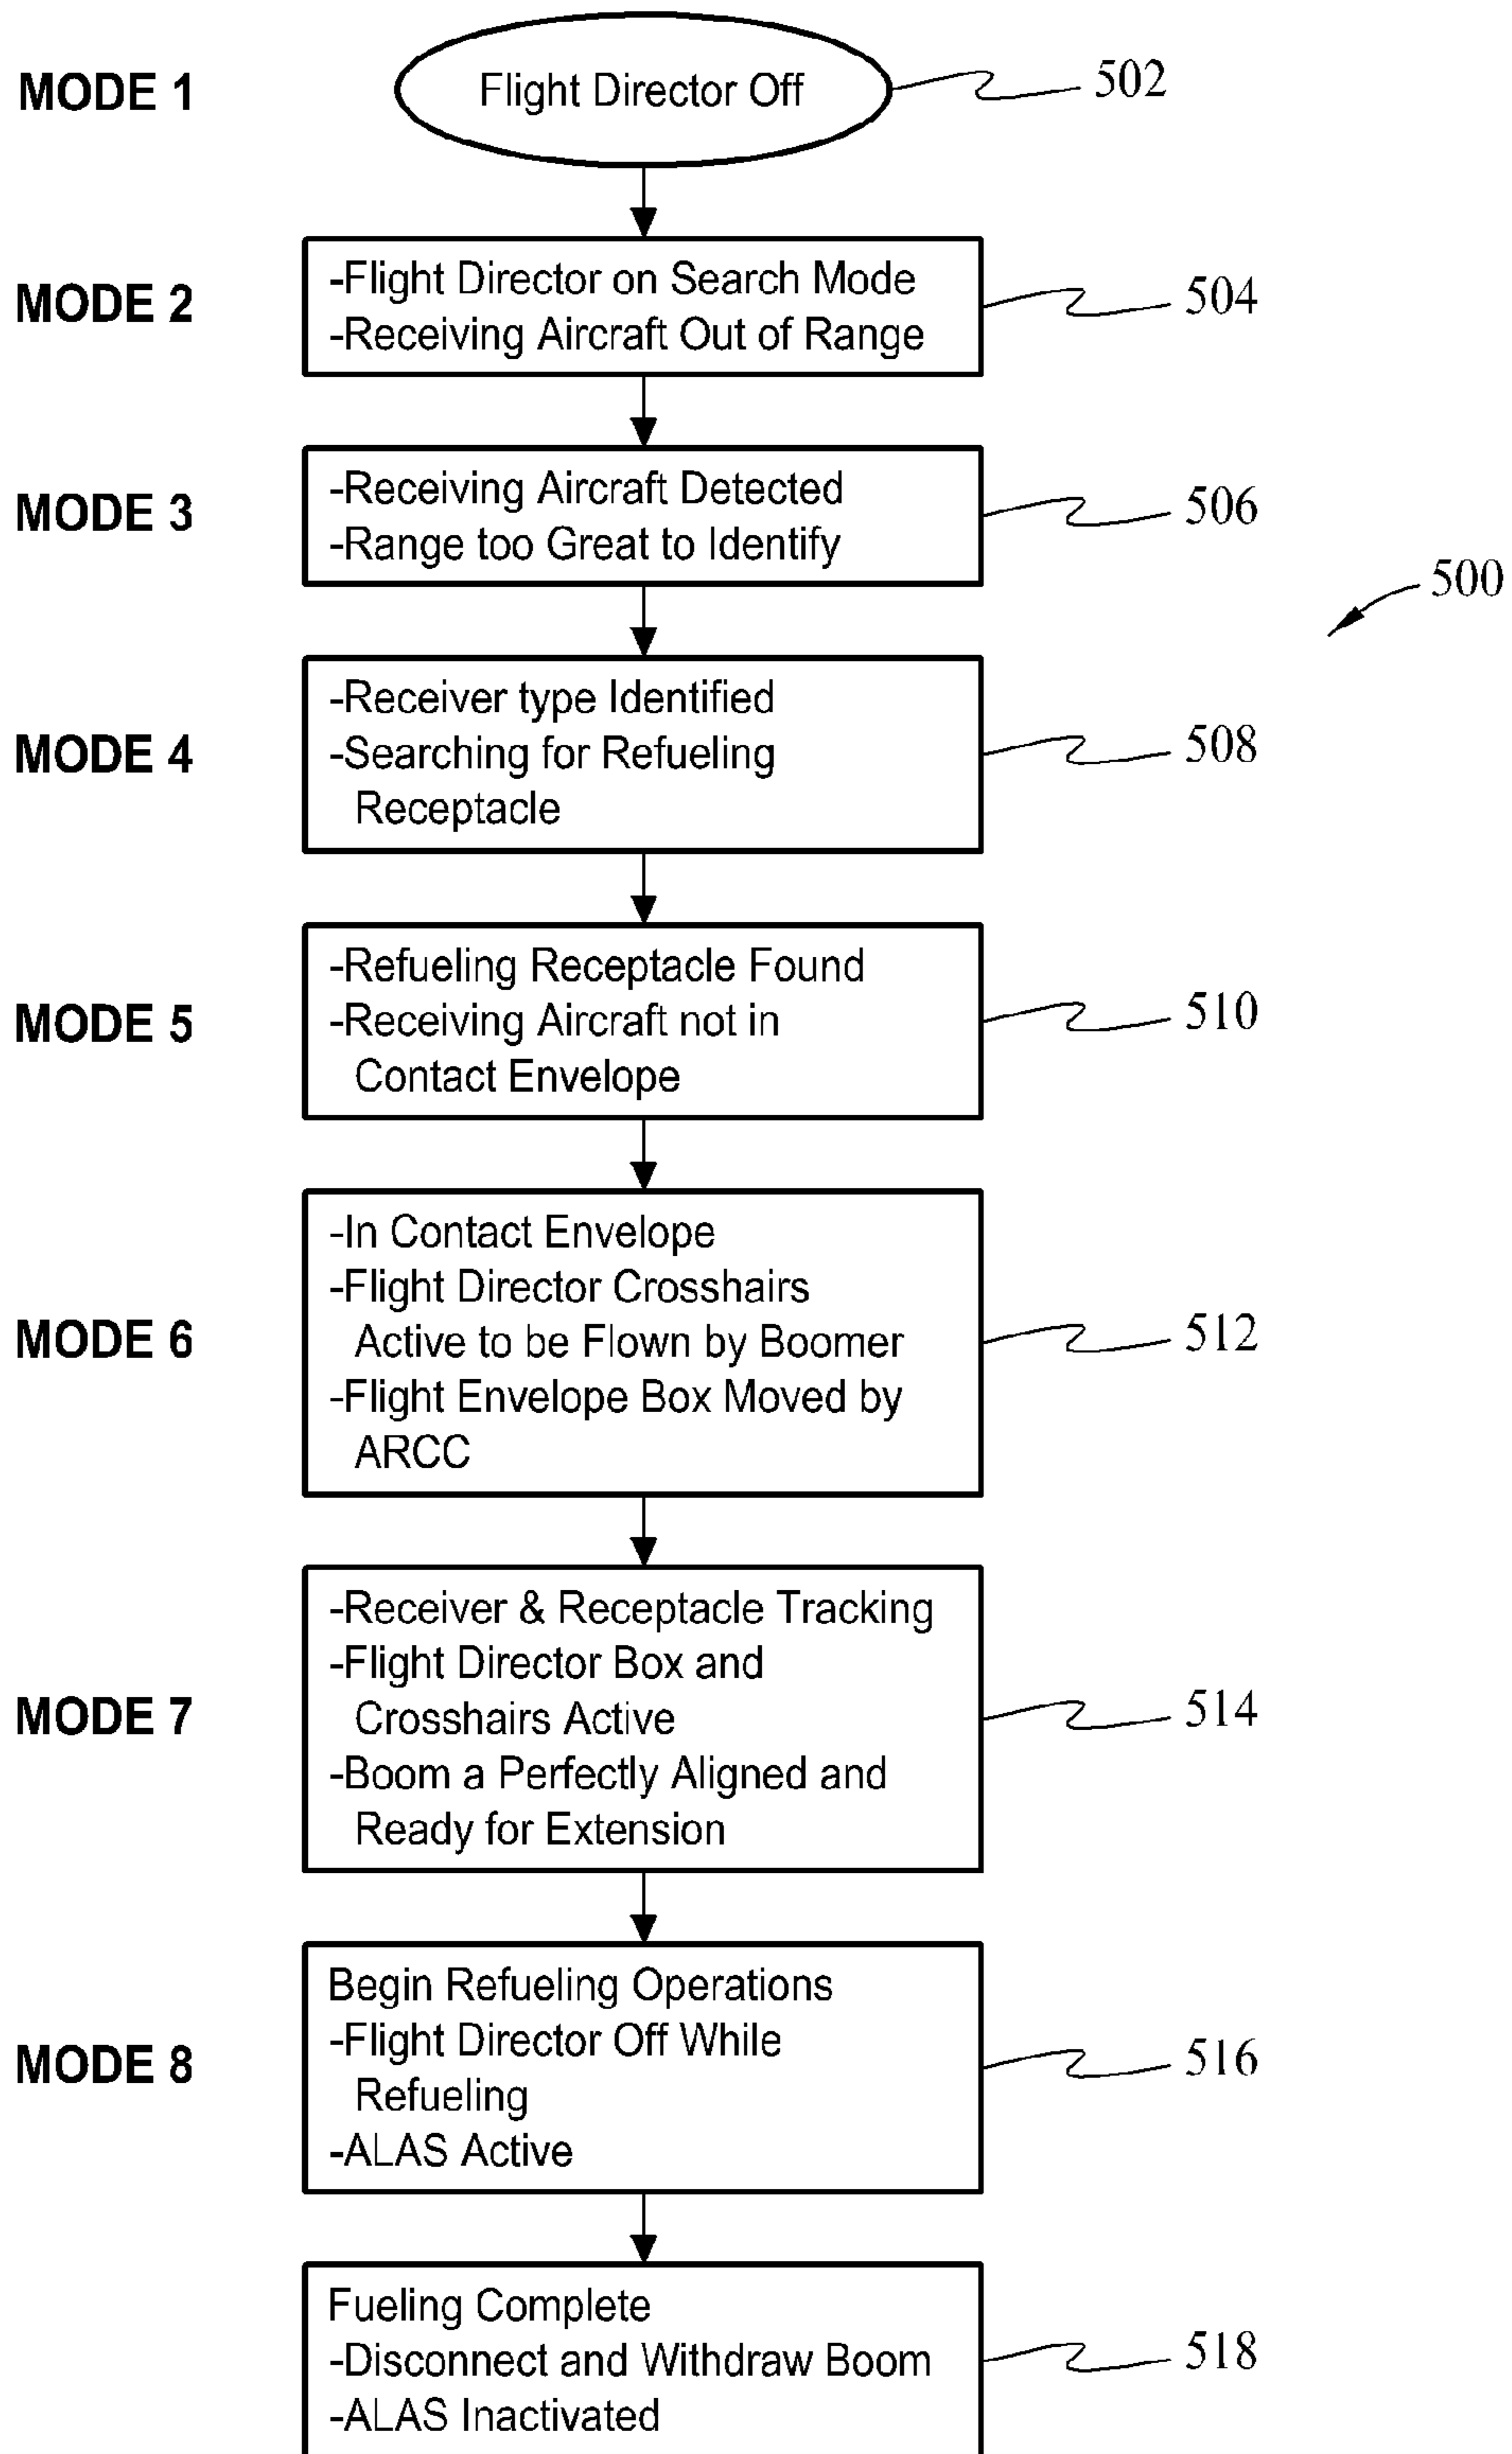 MODE 1
Flight Director Off
502
MODE 2
-Flight Director on Search Mode
-Receiving Aircraft Out of Range
504
MODE 3
-Receiving Aircraft Detected
-Range too Great to Identify
506
500
MODE 4
-Receiver type Identified
-Searching for Refueling
Receptacle
508
MODE 5
-Refueling Receptacle Found
-Receiving Aircraft not in
Contact Envelope
510
MODE 6
-In Contact Envelope
-Flight Director Crosshairs
Active to be Flown by Boomer
-Flight Envelope Box Moved by
ARCC
512
MODE 7
-Receiver & Receptacle Tracking
-Flight Director Box and
Crosshairs Active
-Boom a Perfectly Aligned and
Ready for Extension
514
MODE 8
Begin Refueling Operations
-Flight Director Off While
Refueling
-ALAS Active
516
Fueling Complete
-Disconnect and Withdraw Boom
-ALAS Inactivated
518